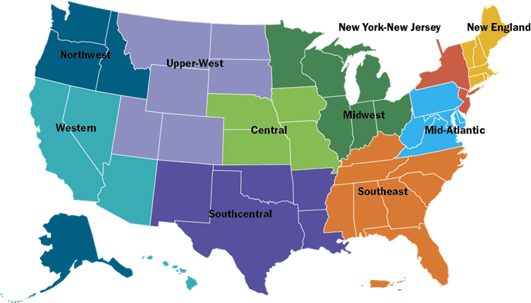 New York-New Jersey
New England
Northwest
Upper-West
Midwest
Western
Central
Mid-Atlantic
Southeast
Southcentral